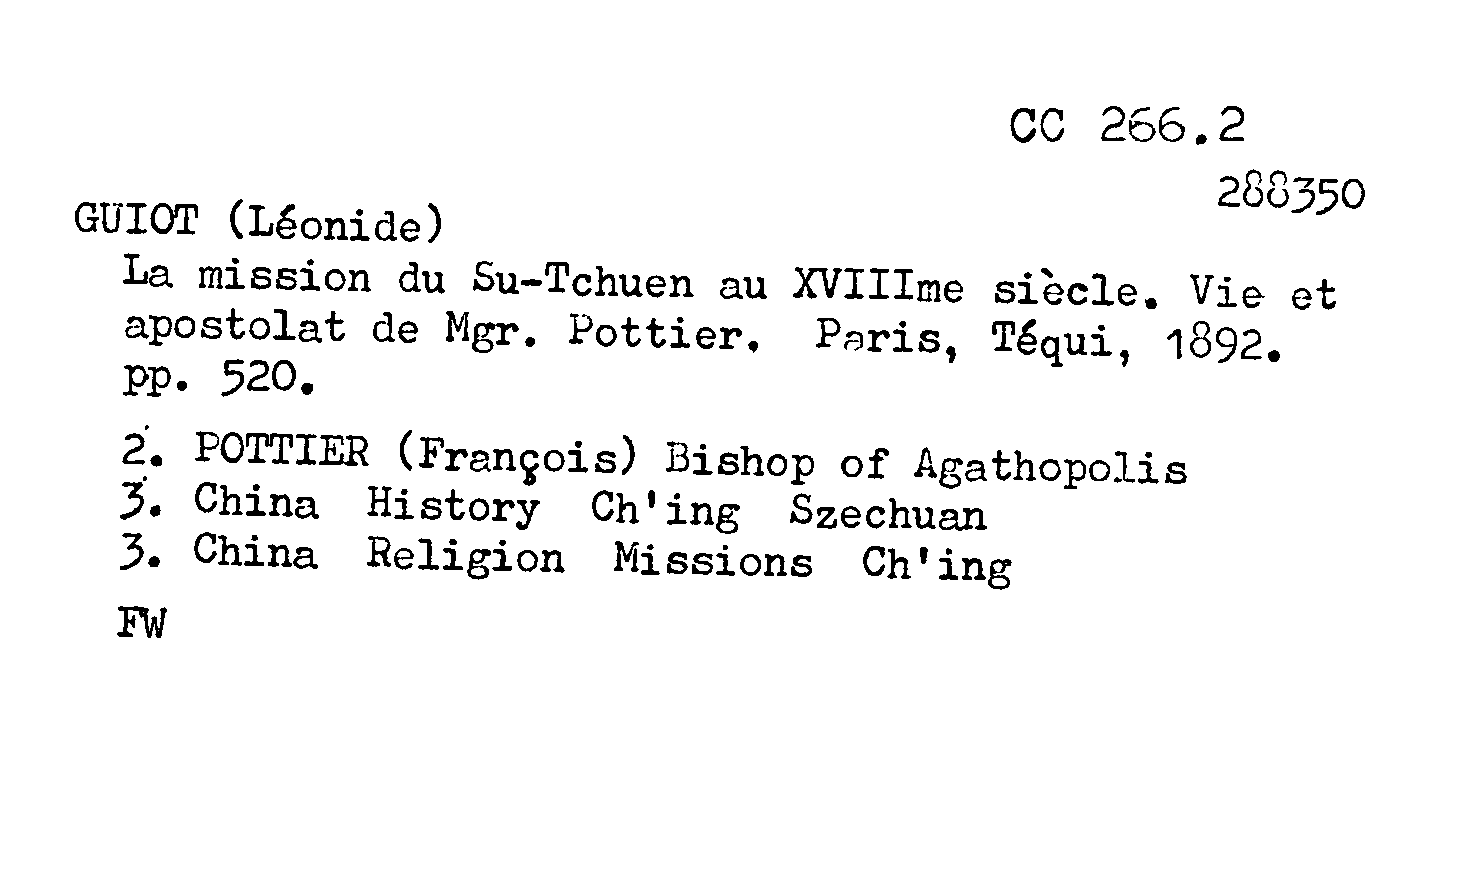 CC 266.2
288350
GUIOT (Léonide)
La mission du Su-Tchuen au XVIIIme siècle. Vie et
apostolat de Mgr. Pottier. Paris, Téqui, 1892.
pp. 520.
2. POTTIER (François) Bishop of Agathopolis
3. China History Ch'ing Szechuan
3. China Religion Missions Ch'ing
FW